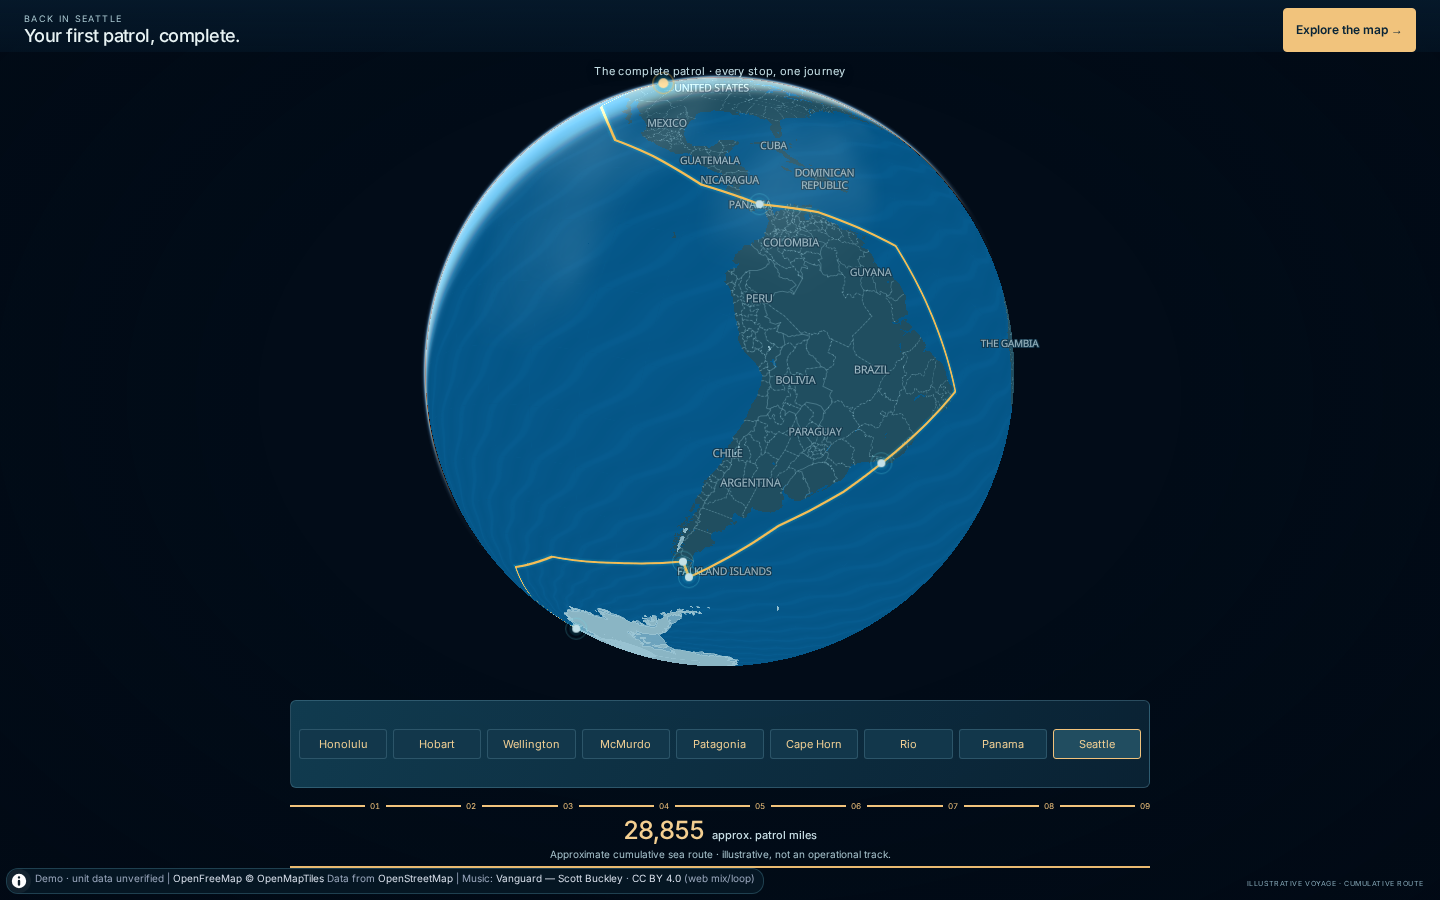 BACK IN SEATTLE
Your first patrol, complete.
Explore the map →
The complete patrol · every stop, one journey
UNITED STATES
MEXICO
CUBA
GUATEMALA
DOMINICAN
REPUBLIC
NICARAGUA
PANAMA
COLOMBIA
GUYANA
PERU
THE GAMBIA
BRAZIL
BOLIVIA
PARAGUAY
CHILE
ARGENTINA
FALKLAND ISLANDS
Honolulu
Hobart
Wellington
McMurdo
Patagonia
Cape Horn
Rio
Panama
Seattle
01 02 03 04 05 06 07 08 09
28,855 approx. patrol miles
Approximate cumulative sea route · illustrative, not an operational track.
Demo · unit data unverified | OpenFreeMap © OpenMapTiles Data from OpenStreetMap | Music: Vanguard — Scott Buckley · CC BY 4.0 (web mix/loop)
ILLUSTRATIVE VOYAGE · CUMULATIVE ROUTE